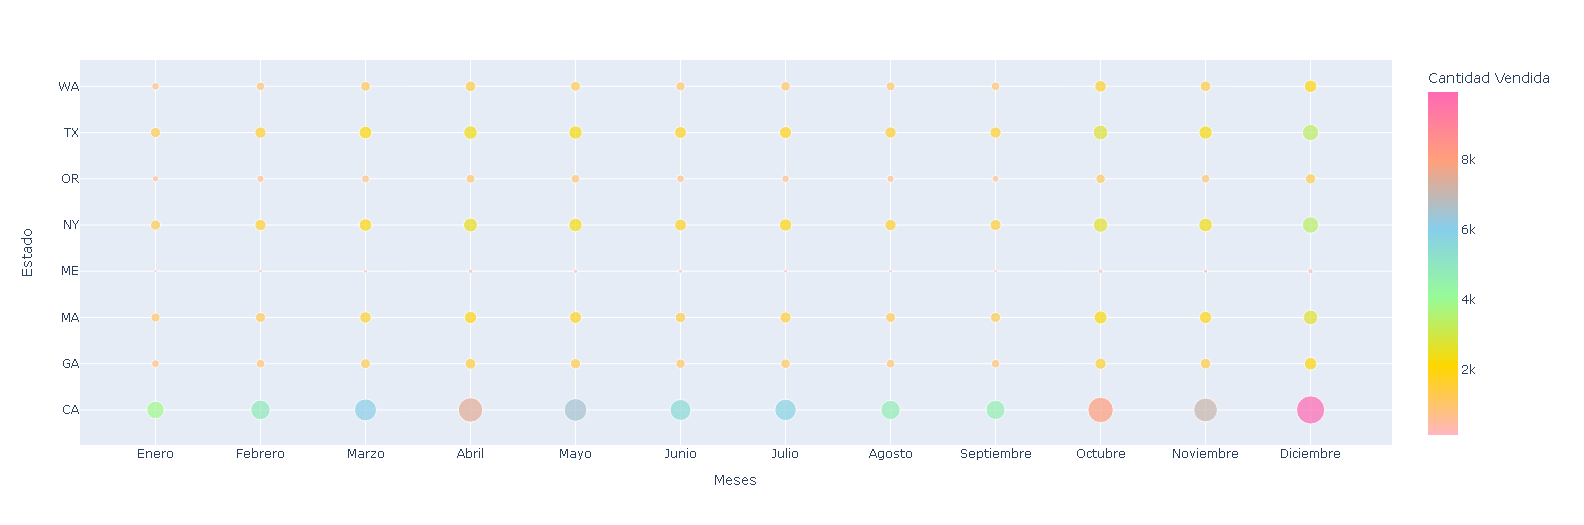 Cantidad Vendida
WA
TX
OR
NY
ME
MA
GA
CA
Estado
8k
6k
4k
2k
Enero Febrero Marzo Abril Mayo Junio Julio Agosto Septiembre Octubre Noviembre Diciembre
Meses